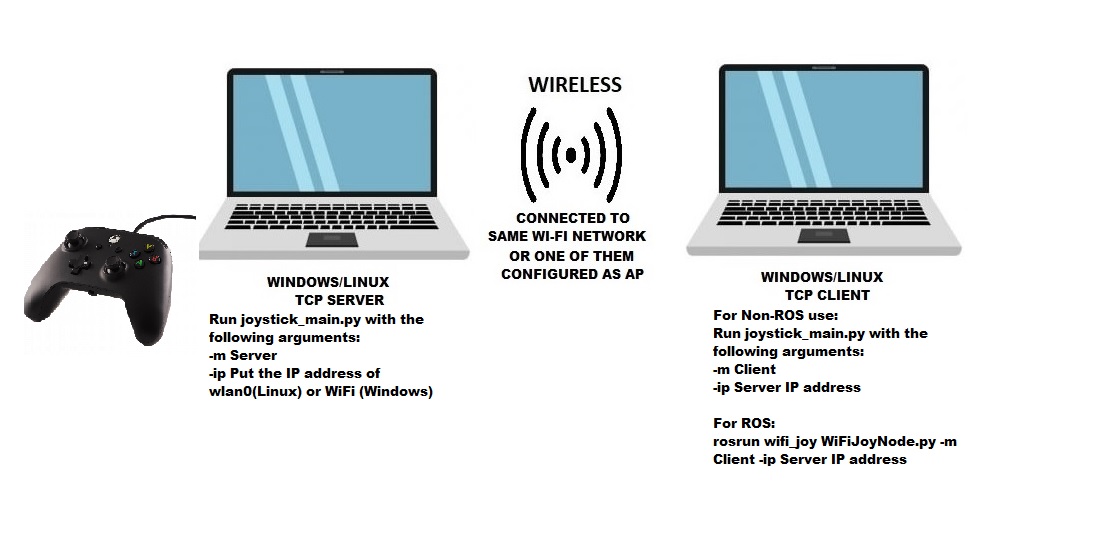 WIRELESS
CONNECTED TO
SAME WI-FI NETWORK
OR ONE OF THEM
CONFIGURED AS AP
WINDOWS/LINUX
TCP SERVER
Run joystick_main.py with the
following arguments:
-m Server
-ip Put the IP address of
wlan0(Linux) or WiFi (Windows)
WINDOWS/LINUX
TCP CLIENT
For Non-ROS use:
Run joystick_main.py with the
following arguments:
-m Client
-ip Server IP address
For ROS:
rosrun wifi_joy WiFiJoyNode.py -m
Client -ip Server IP address